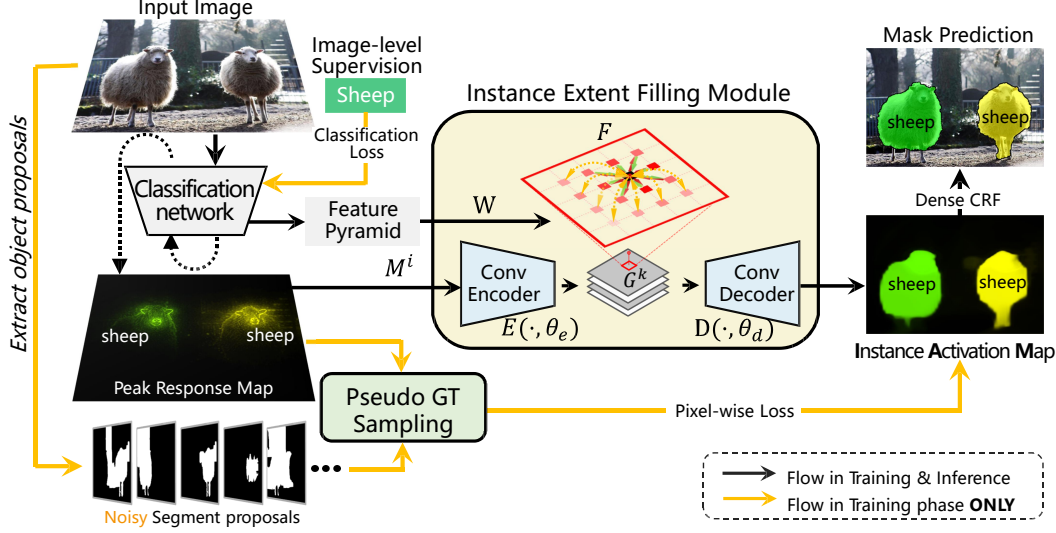 Input Image
Extract object proposals
Image-level
Supervision
Sheep
Classification
Loss
Classification
network
Feature
Pyramid
Instance Extent Filling Module
F
W
M^i
Conv
Encoder
E(·, θ_e)
G^k
Conv
Decoder
D(·, θ_d)
Mask Prediction
sheep
sheep
Dense CRF
sheep
sheep
Instance Activation Map
sheep
sheep
Peak Response Map
Pseudo GT
Sampling
Pixel-wise Loss
Noisy Segment proposals
Flow in Training & Inference
Flow in Training phase ONLY